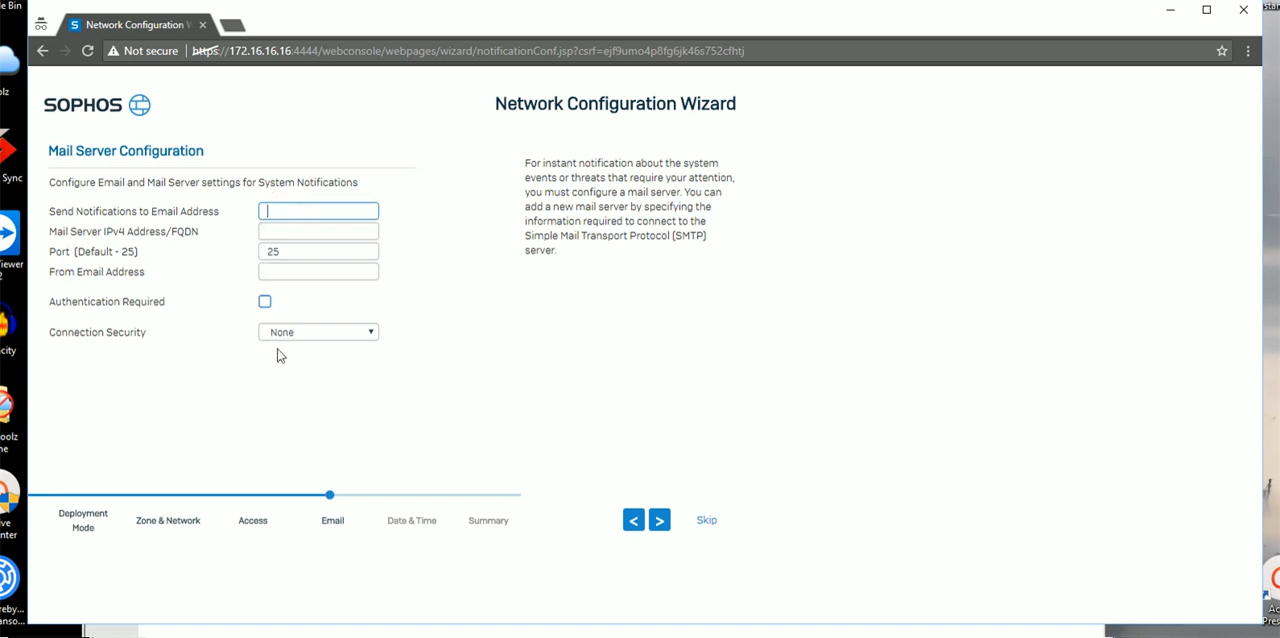 le Bin
Network Configuration W
Not secure | https://172.16.16.16:4444/webconsole/webpages/wizard/notificationConf.jsp?csrf=ejf9umo4p8fg6jk46s752cfhtj
SOPHOS
Network Configuration Wizard
Mail Server Configuration
Configure Email and Mail Server settings for System Notifications
Send Notifications to Email Address
Mail Server IPv4 Address/FQDN
Port (Default - 25)
25
From Email Address
Authentication Required
Connection Security
None
For instant notification about the system
events or threats that require your attention,
you must configure a mail server. You can
add a new mail server by specifying the
information required to connect to the
Simple Mail Transport Protocol (SMTP)
server.
Deployment
Mode
Zone & Network
Access
Email
Date & Time
Summary
<
>
Skip
Sync